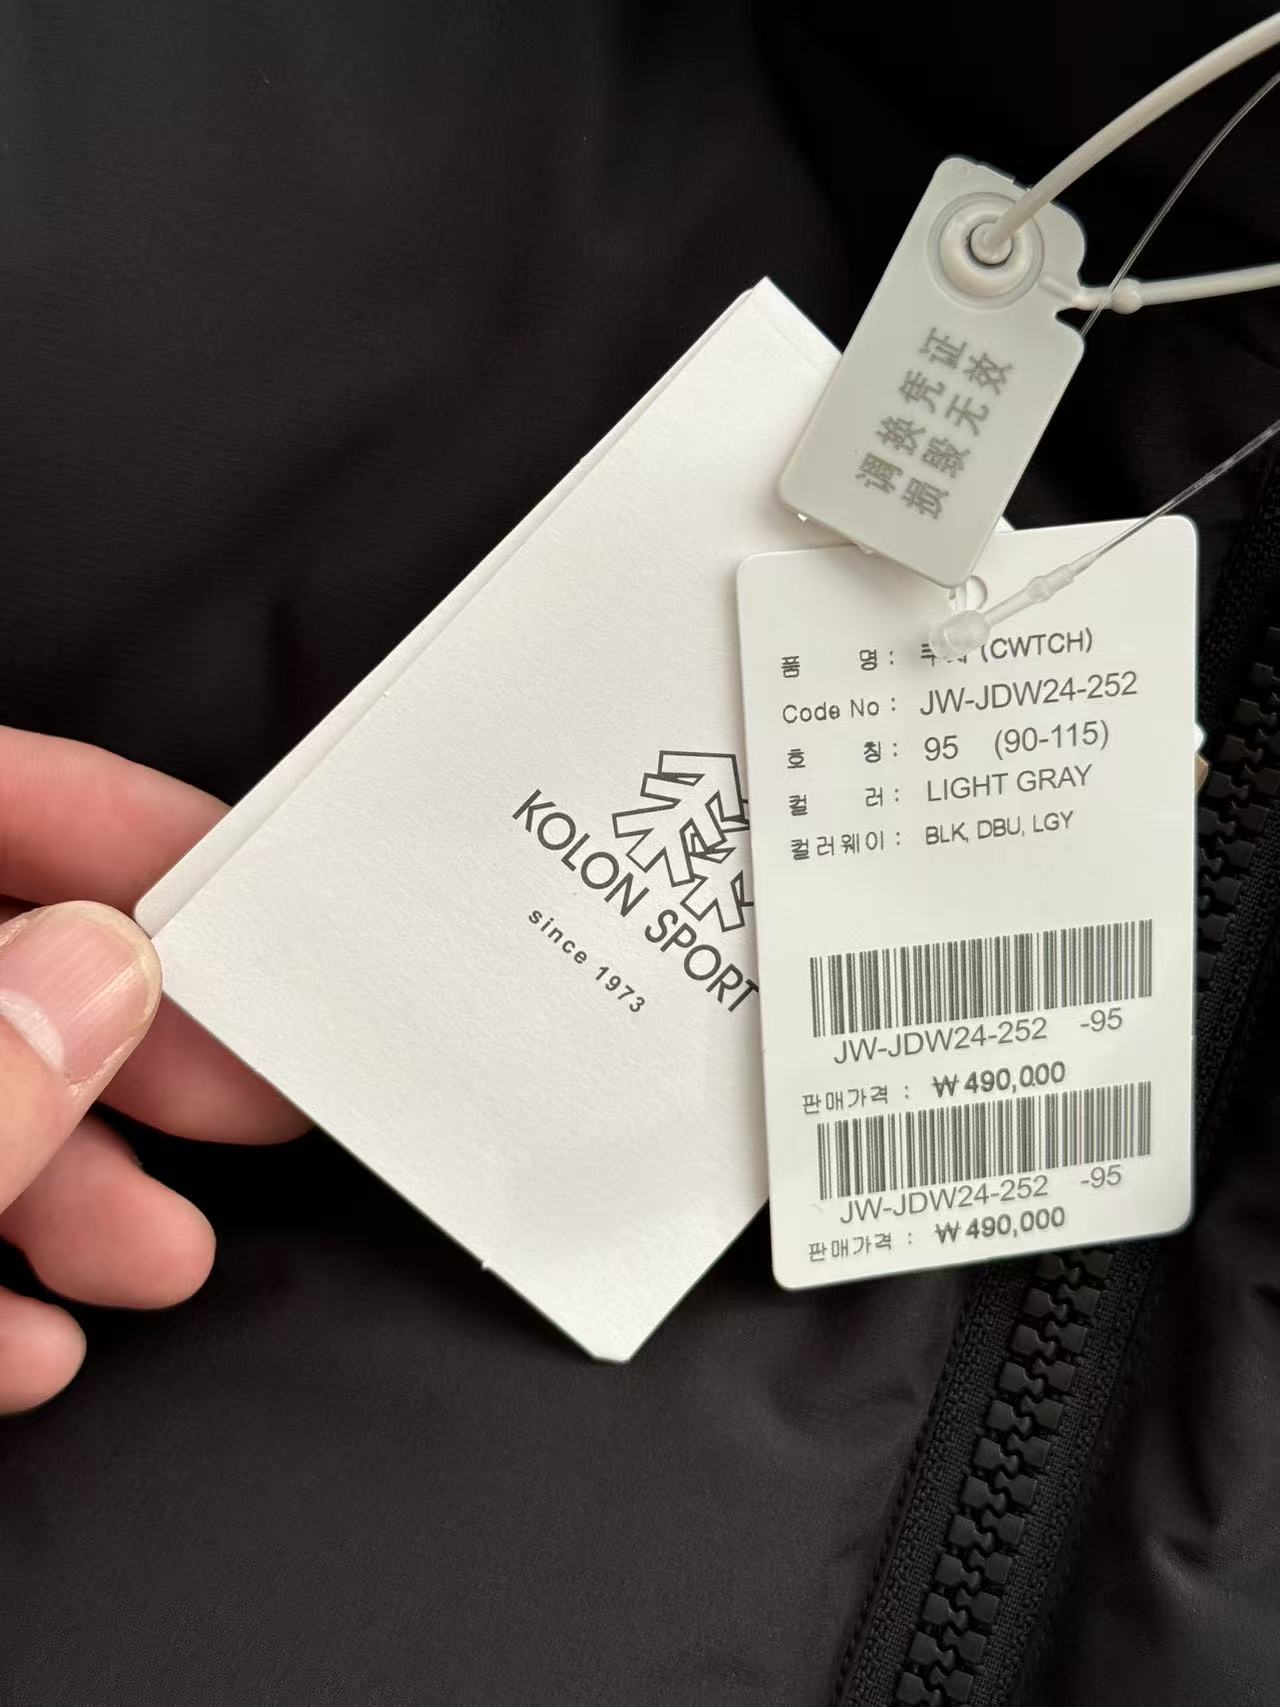 调换凭证
损毁无效
KOLON SPORT
since 1973
품 명 : (CWTCH)
Code No : JW-JDW24-252
호 칭 : 95 (90-115)
컬 러 : LIGHT GRAY
컬러웨이 : BLK, DBU, LGY
JW-JDW24-252 -95
판매가격 : ₩490,000
JW-JDW24-252 -95
판매가격 : ₩490,000